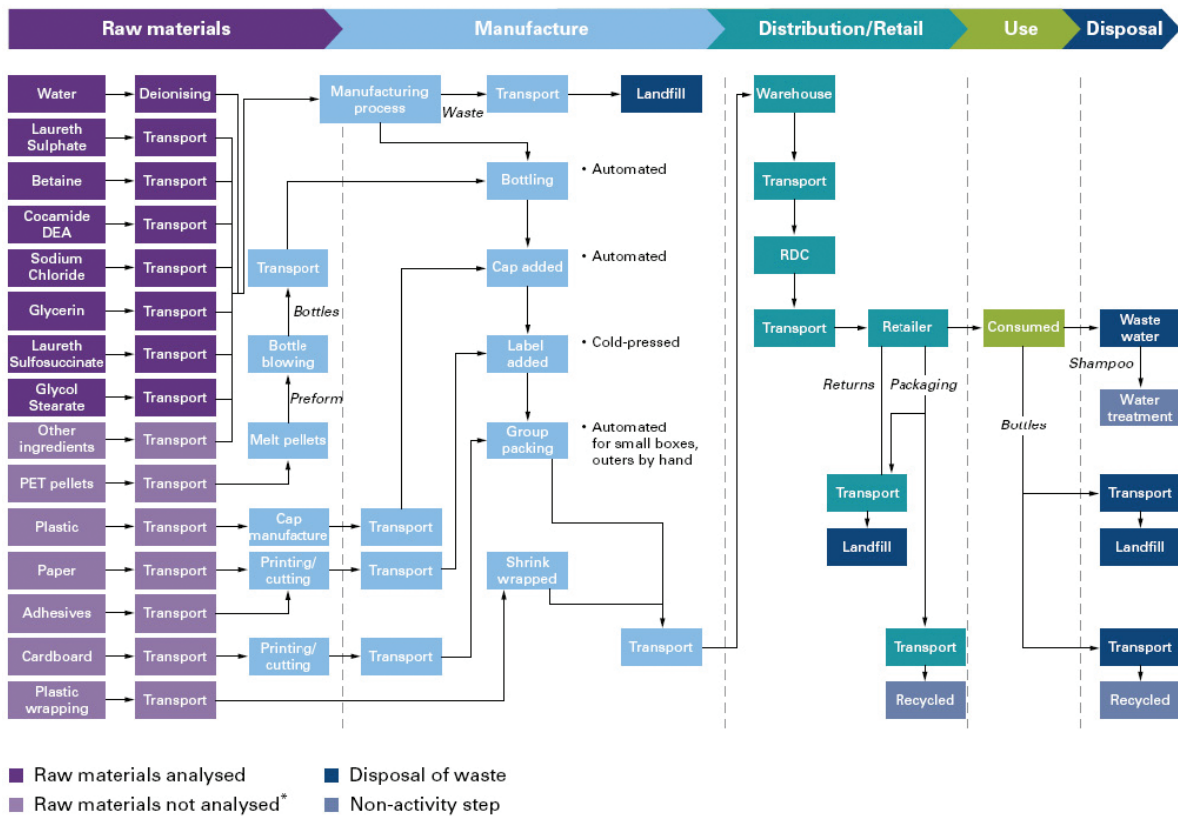 Raw materials
Manufacture
Distribution/Retail
Use
Disposal
Water
Deionising
Manufacturing
process
Waste
Transport
Landfill
Warehouse
Laureth
Sulphate
Transport
Betaine
Transport
Bottling
• Automated
Transport
Cocamide
DEA
Transport
Sodium
Chloride
Transport
Transport
Cap added
• Automated
RDC
Glycerin
Transport
Bottles
Transport
Retailer
Consumed
Waste
water
Laureth
Sulfosuccinate
Transport
Bottle
blowing
Label
added
• Cold-pressed
Returns
Packaging
Shampoo
Glycol
Stearate
Transport
Preform
Water
treatment
Other
ingredients
Transport
Melt pellets
Group
packing
• Automated
for small boxes,
outers by hand
Bottles
PET pellets
Transport
Transport
Transport
Plastic
Transport
Cap
manufacture
Transport
Landfill
Landfill
Paper
Transport
Printing/
cutting
Transport
Shrink
wrapped
Adhesives
Transport
Cardboard
Transport
Printing/
cutting
Transport
Transport
Transport
Transport
Plastic
wrapping
Transport
Recycled
Recycled
Raw materials analysed
Disposal of waste
Raw materials not analysed*
Non-activity step